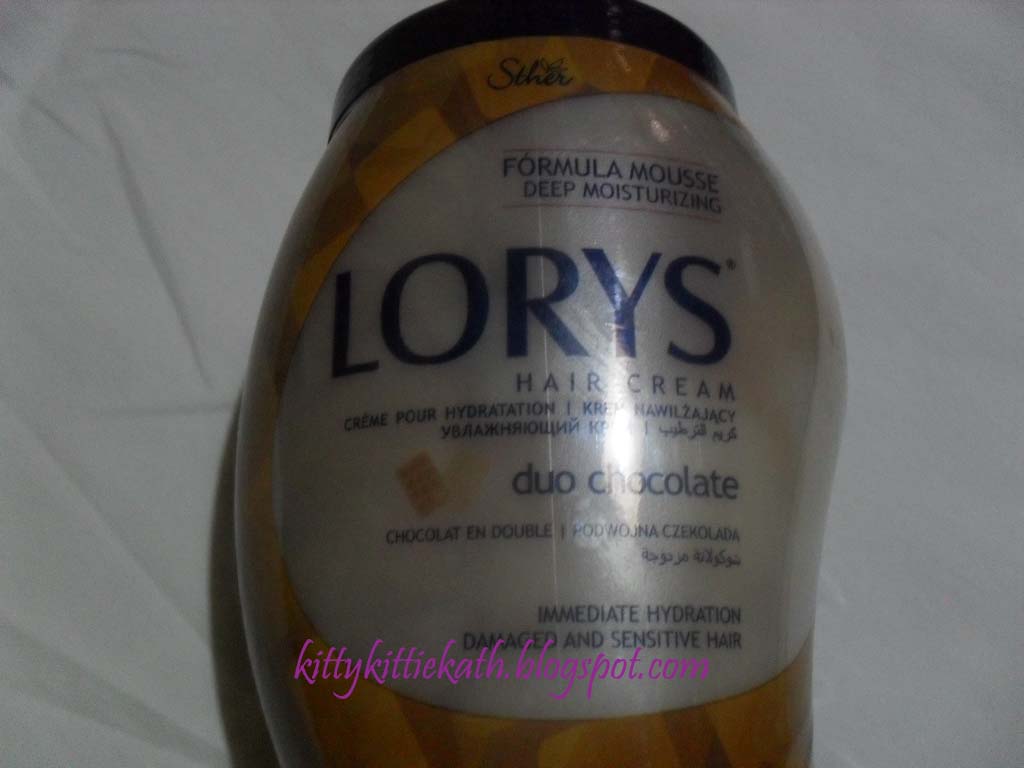 Sther
FÓRMULA MOUSSE
DEEP MOISTURIZING
LORYS®
HAIR CREAM
CRÈME POUR HYDRATATION | KREM NAWILŻAJĄCY
УВЛАЖНЯЮЩИЙ КРЕМ | كريم للترطيب
duo chocolate
CHOCOLAT EN DOUBLE | PODWOJNA CZEKOLADA
شوكولاتة مزدوجة
IMMEDIATE HYDRATION
DAMAGED AND SENSITIVE HAIR
kittykittiekath.blogspot.com